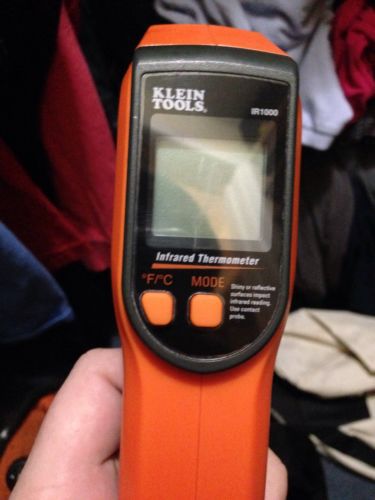 KLEIN
TOOLS®
IR1000
Infrared Thermometer
°F/°C
MODE
Shiny or reflective
surfaces impact
infrared reading.
Use contact
probe.